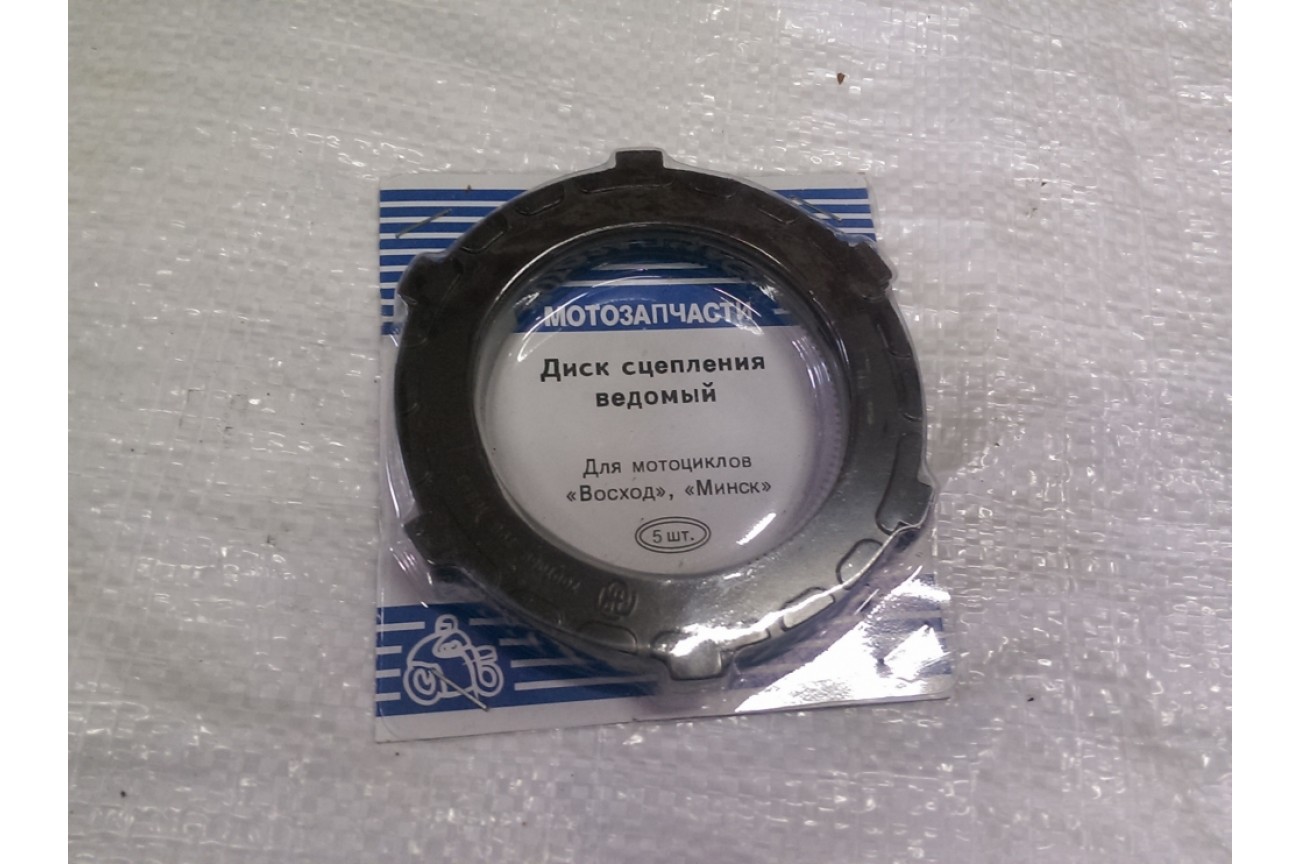 МОТОЗАПЧАСТИ
Диск сцепления
ведомый
Для мотоциклов
«Восход», «Минск»
5 шт.